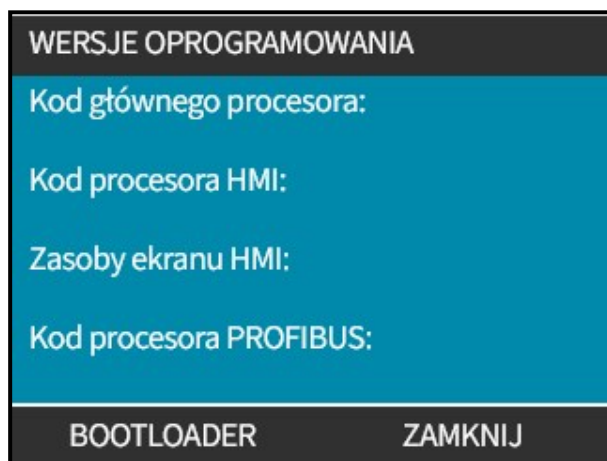 WERSJE OPROGRAMOWANIA
Kod głównego procesora:
Kod procesora HMI:
Zasoby ekranu HMI:
Kod procesora PROFIBUS:
BOOTLOADER ZAMKNIJ